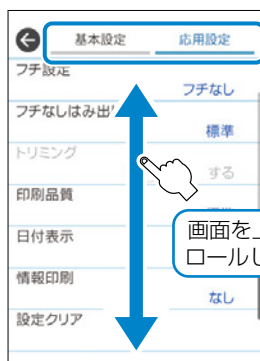 基本設定 応用設定
フチ設定
フチなし
フチなしはみ出
標準
トリミング
する
印刷品質
日付表示
画面を上
ロールし
情報印刷
なし
設定クリア